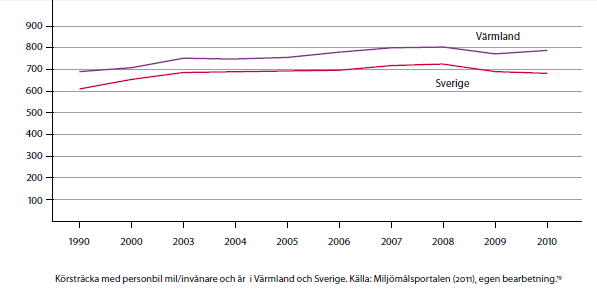 900
800
700
600
500
400
300
200
100
Värmland
Sverige
1990 2000 2003 2004 2005 2006 2007 2008 2009 2010
Körsträcka med personbil mil/invånare och år i Värmland och Sverige. Källa: Miljömålsportalen (2011), egen bearbetning.¹⁹